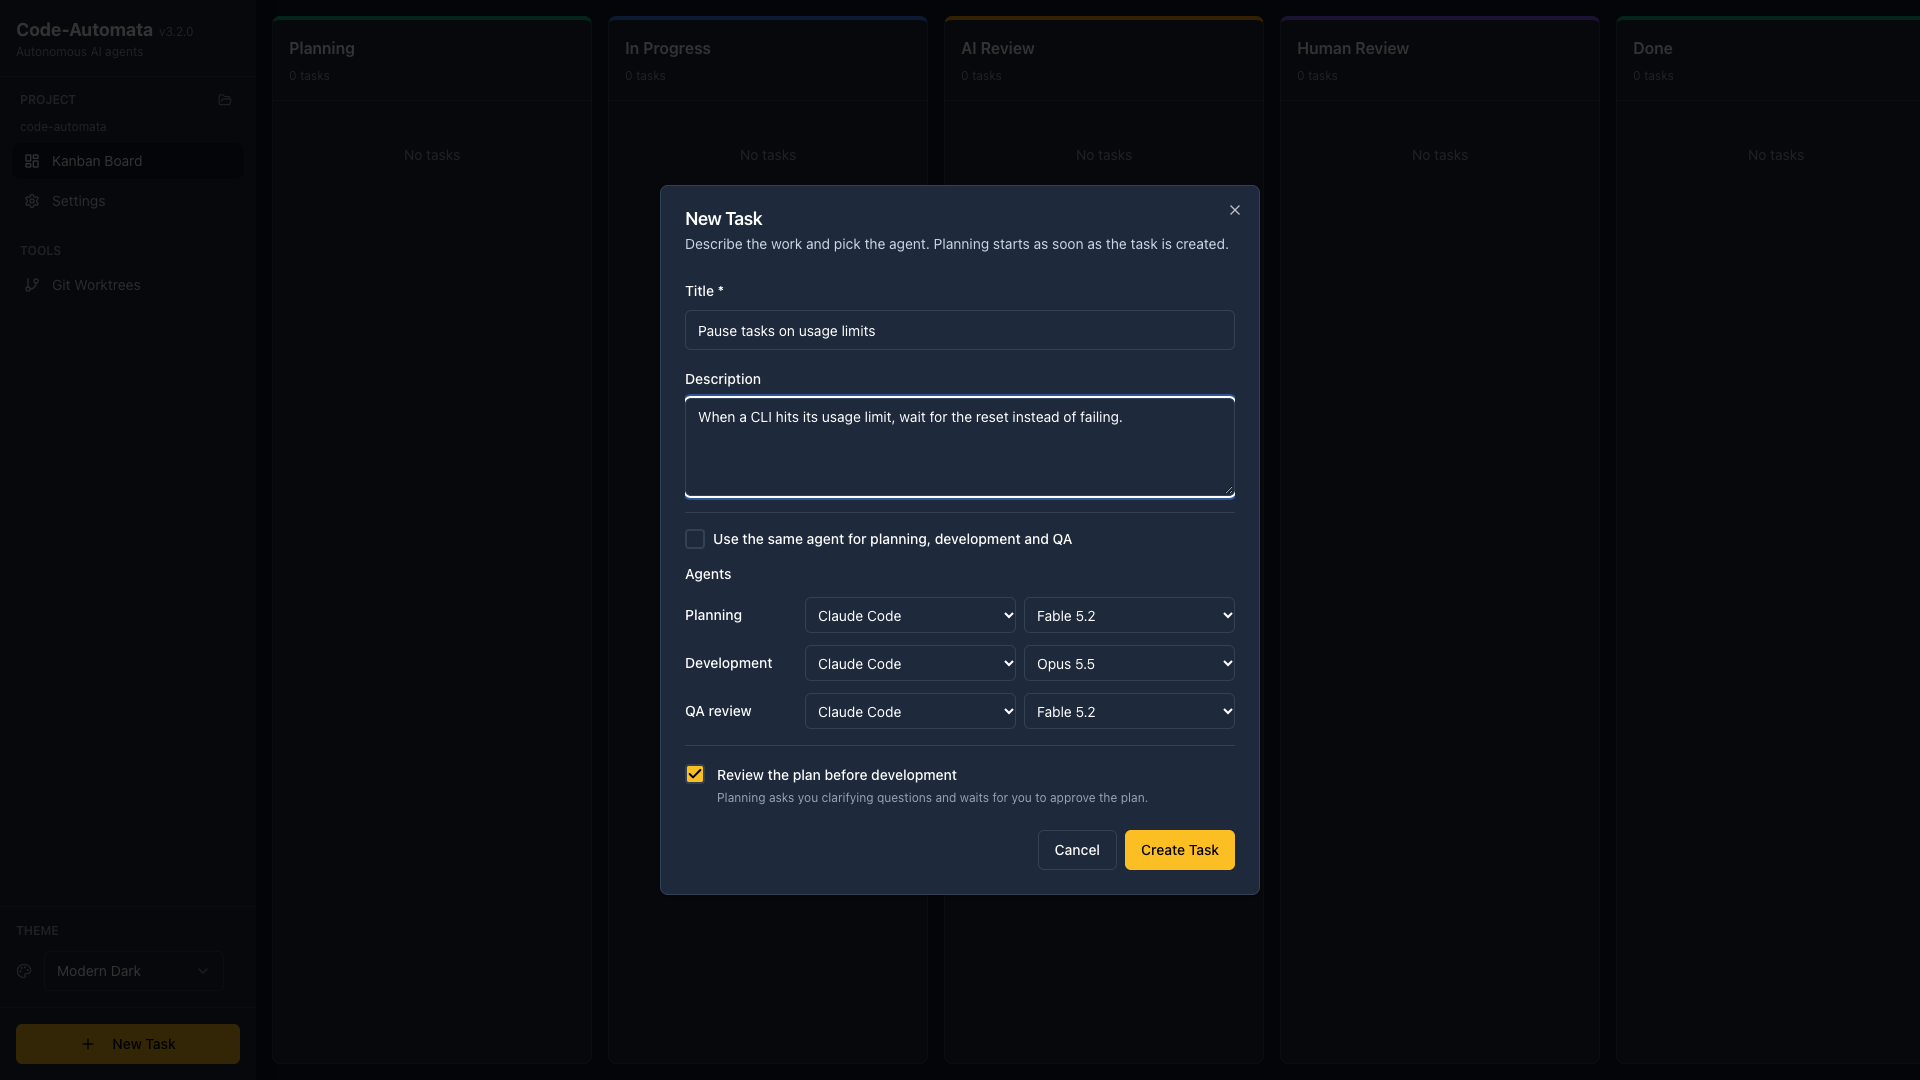 Code-Automata v3.2.0
Autonomous AI agents
PROJECT
code-automata
Kanban Board
Settings
TOOLS
Git Worktrees
THEME
Modern Dark
New Task
Planning
0 tasks
No tasks
In Progress
0 tasks
No tasks
AI Review
0 tasks
No tasks
Human Review
0 tasks
No tasks
Done
0 tasks
No tasks
New Task
Describe the work and pick the agent. Planning starts as soon as the task is created.
Title *
Pause tasks on usage limits
Description
When a CLI hits its usage limit, wait for the reset instead of failing.
Use the same agent for planning, development and QA
Agents
Planning Claude Code Fable 5.2
Development Claude Code Opus 5.5
QA review Claude Code Fable 5.2
Review the plan before development
Planning asks you clarifying questions and waits for you to approve the plan.
Cancel Create Task